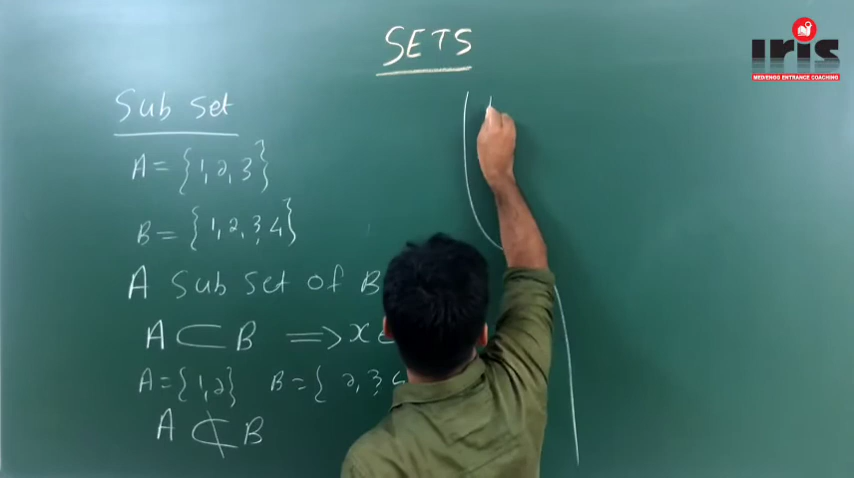 SETS
IRIS
MED/ENGG ENTRANCE COACHING
Sub set
A = {1, 2, 3}
B = {1, 2, 3, 4}
A Sub Set of B
A ⊂ B ⟹ x ∈
A = {1, 2} B = { 2, 3,
A ⊄ B